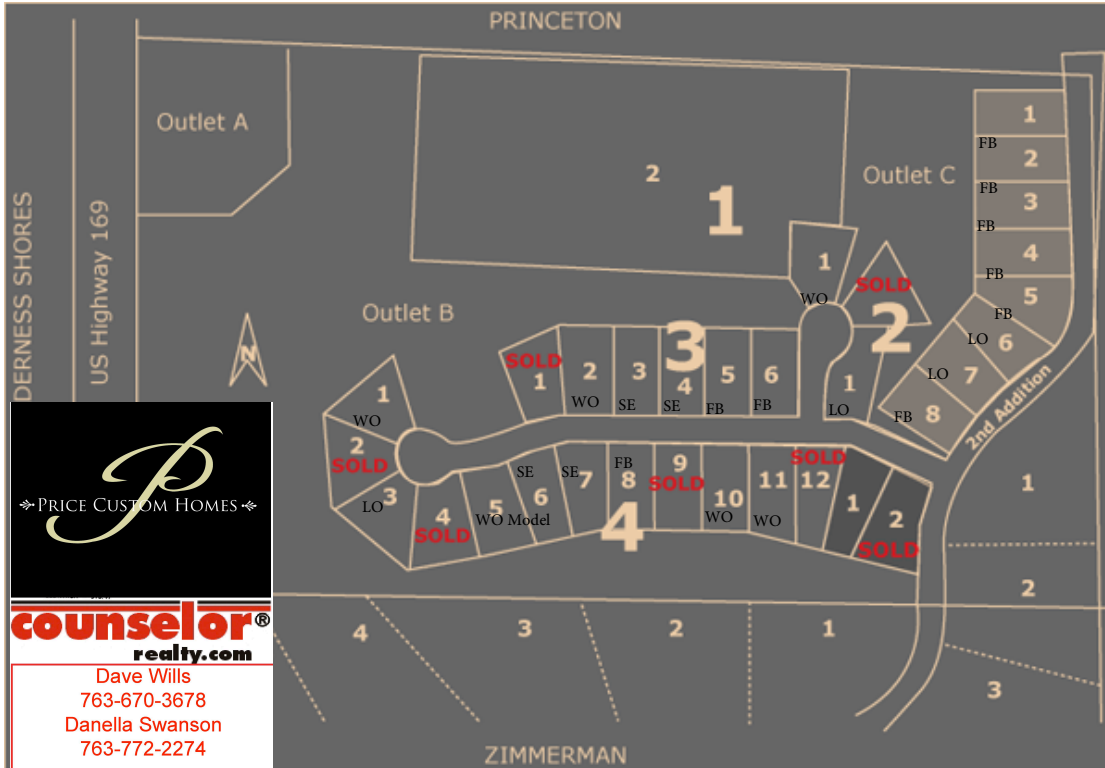 PRINCETON
Outlet A
2
1
Outlet C
1
FB
2
FB
3
FB
4
FB
5
FB
LO
6
LO
7
FB
8
2nd Addition
DERNESS SHORES
US Highway 169
Outlet B
N
1
WO
SOLD
2
SOLD
1
2
WO
3
SE
3
4
SE
5
FB
6
FB
1
LO
1
WO
2
SOLD
3
LO
4
SOLD
5
WO Model
SE
6
SE
7
FB
8
4
9
SOLD
10
WO
11
WO
SOLD
12
1
2
SOLD
1
2
3
4
3
2
1
P
PRICE CUSTOM HOMES
counselor®
realty.com
Dave Wills
763-670-3678
Danella Swanson
763-772-2274
ZIMMERMAN